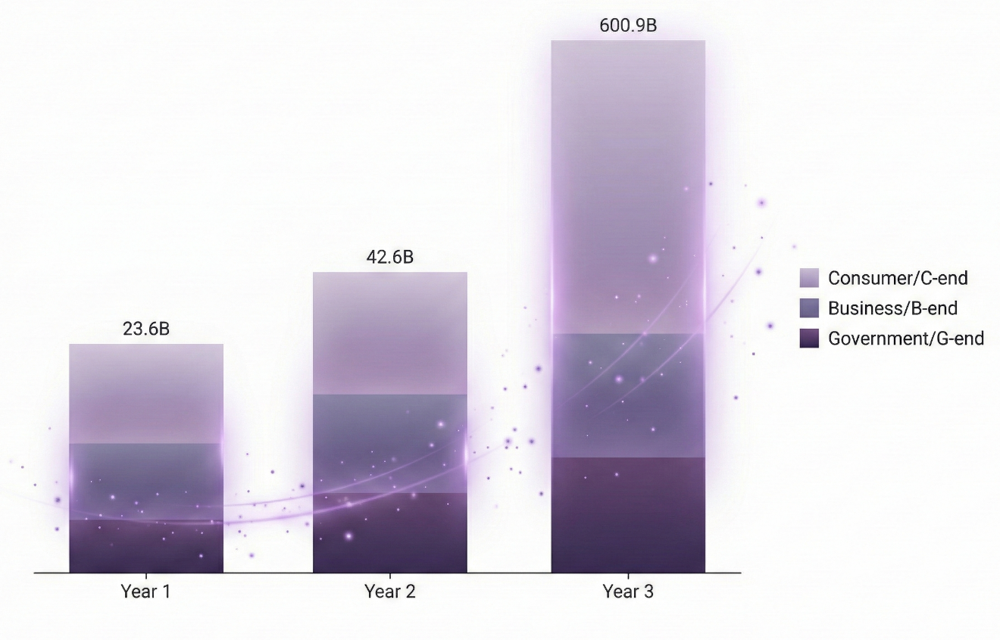 600.9B
42.6B
23.6B
Consumer/C-end
Business/B-end
Government/G-end
Year 1
Year 2
Year 3